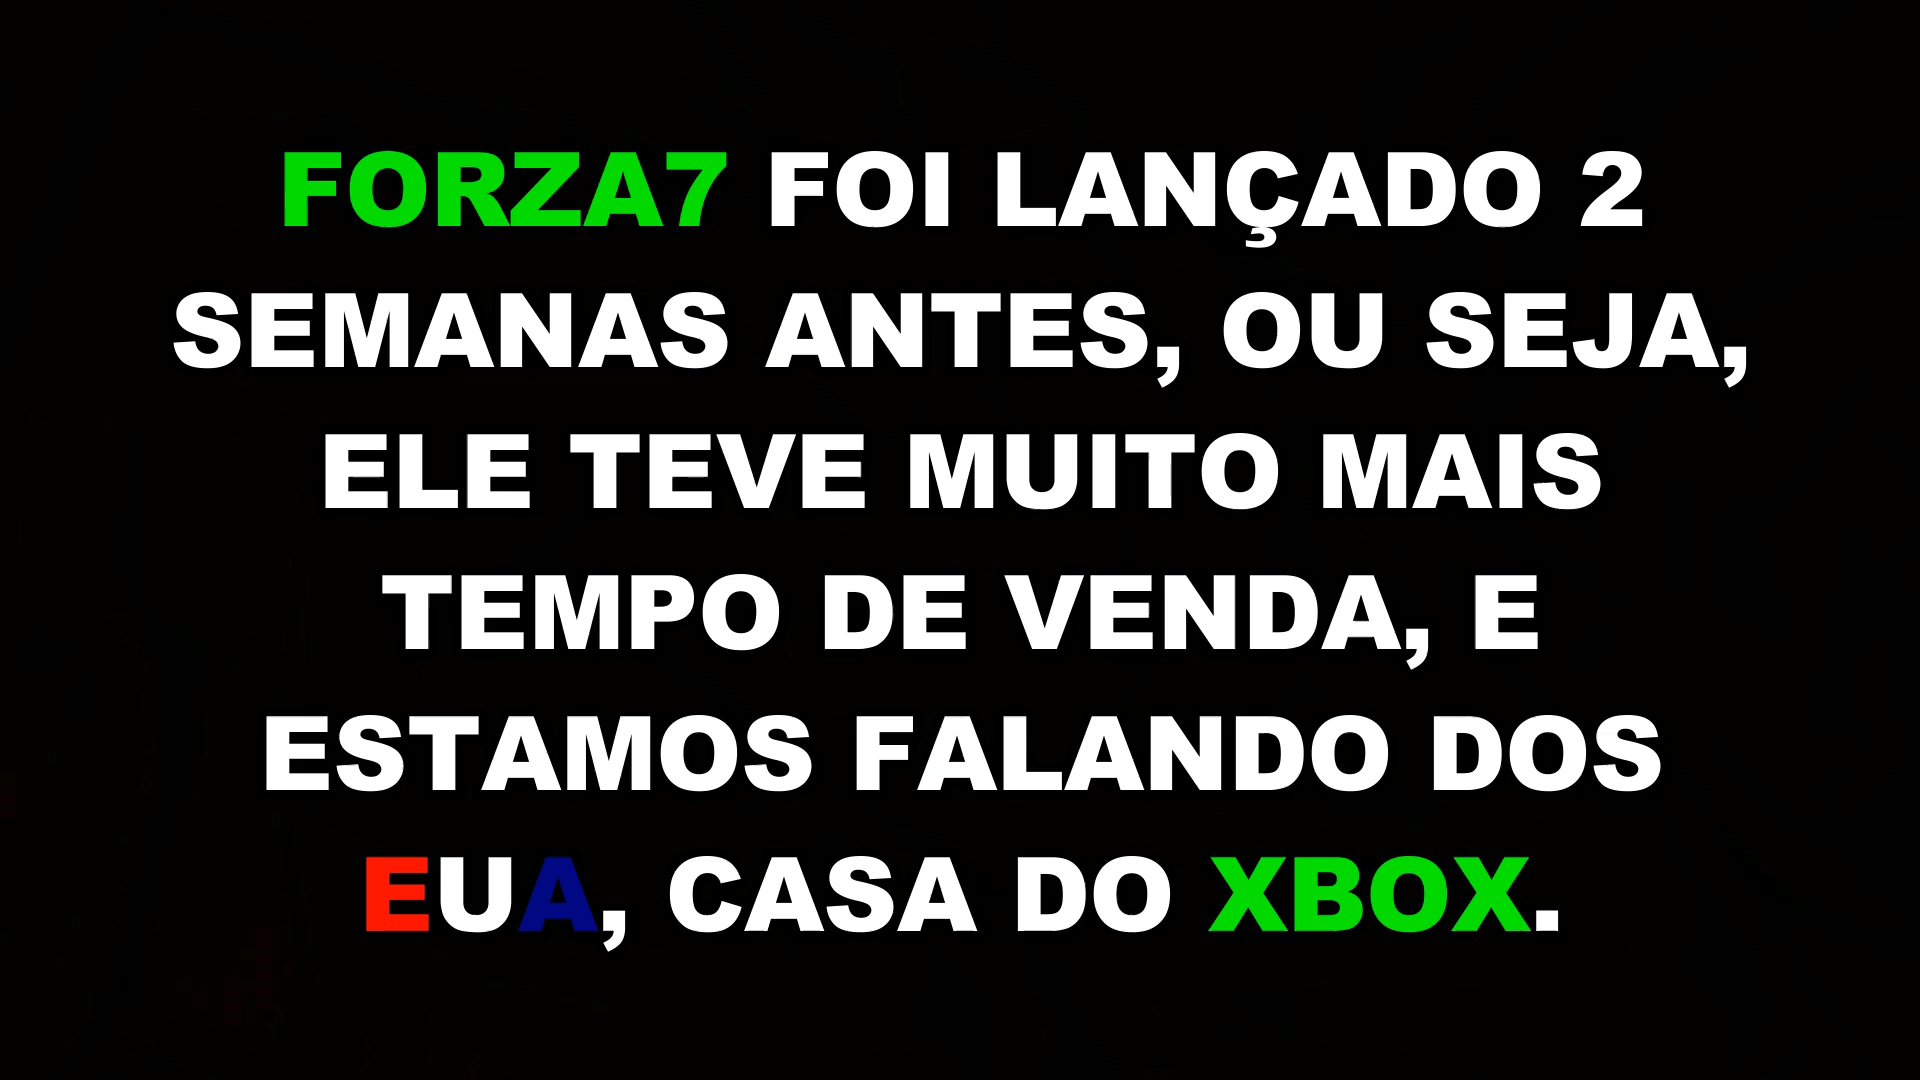 FORZA7 FOI LANÇADO 2
SEMANAS ANTES, OU SEJA,
ELE TEVE MUITO MAIS
TEMPO DE VENDA, E
ESTAMOS FALANDO DOS
EUA, CASA DO XBOX.